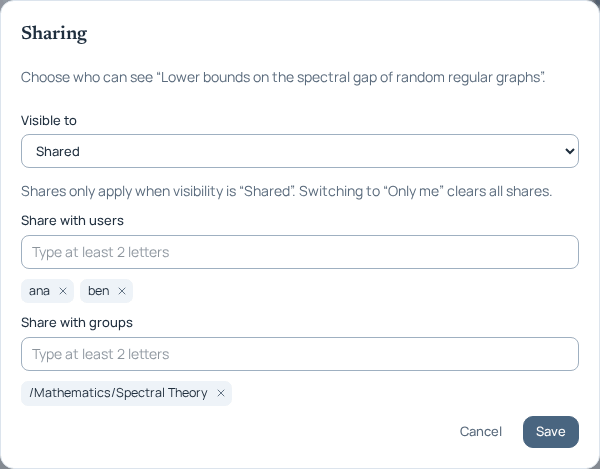 Sharing
Choose who can see “Lower bounds on the spectral gap of random regular graphs”.
Visible to
Shared
Shares only apply when visibility is “Shared”. Switching to “Only me” clears all shares.
Share with users
Type at least 2 letters
ana × ben ×
Share with groups
Type at least 2 letters
/Mathematics/Spectral Theory ×
Cancel Save